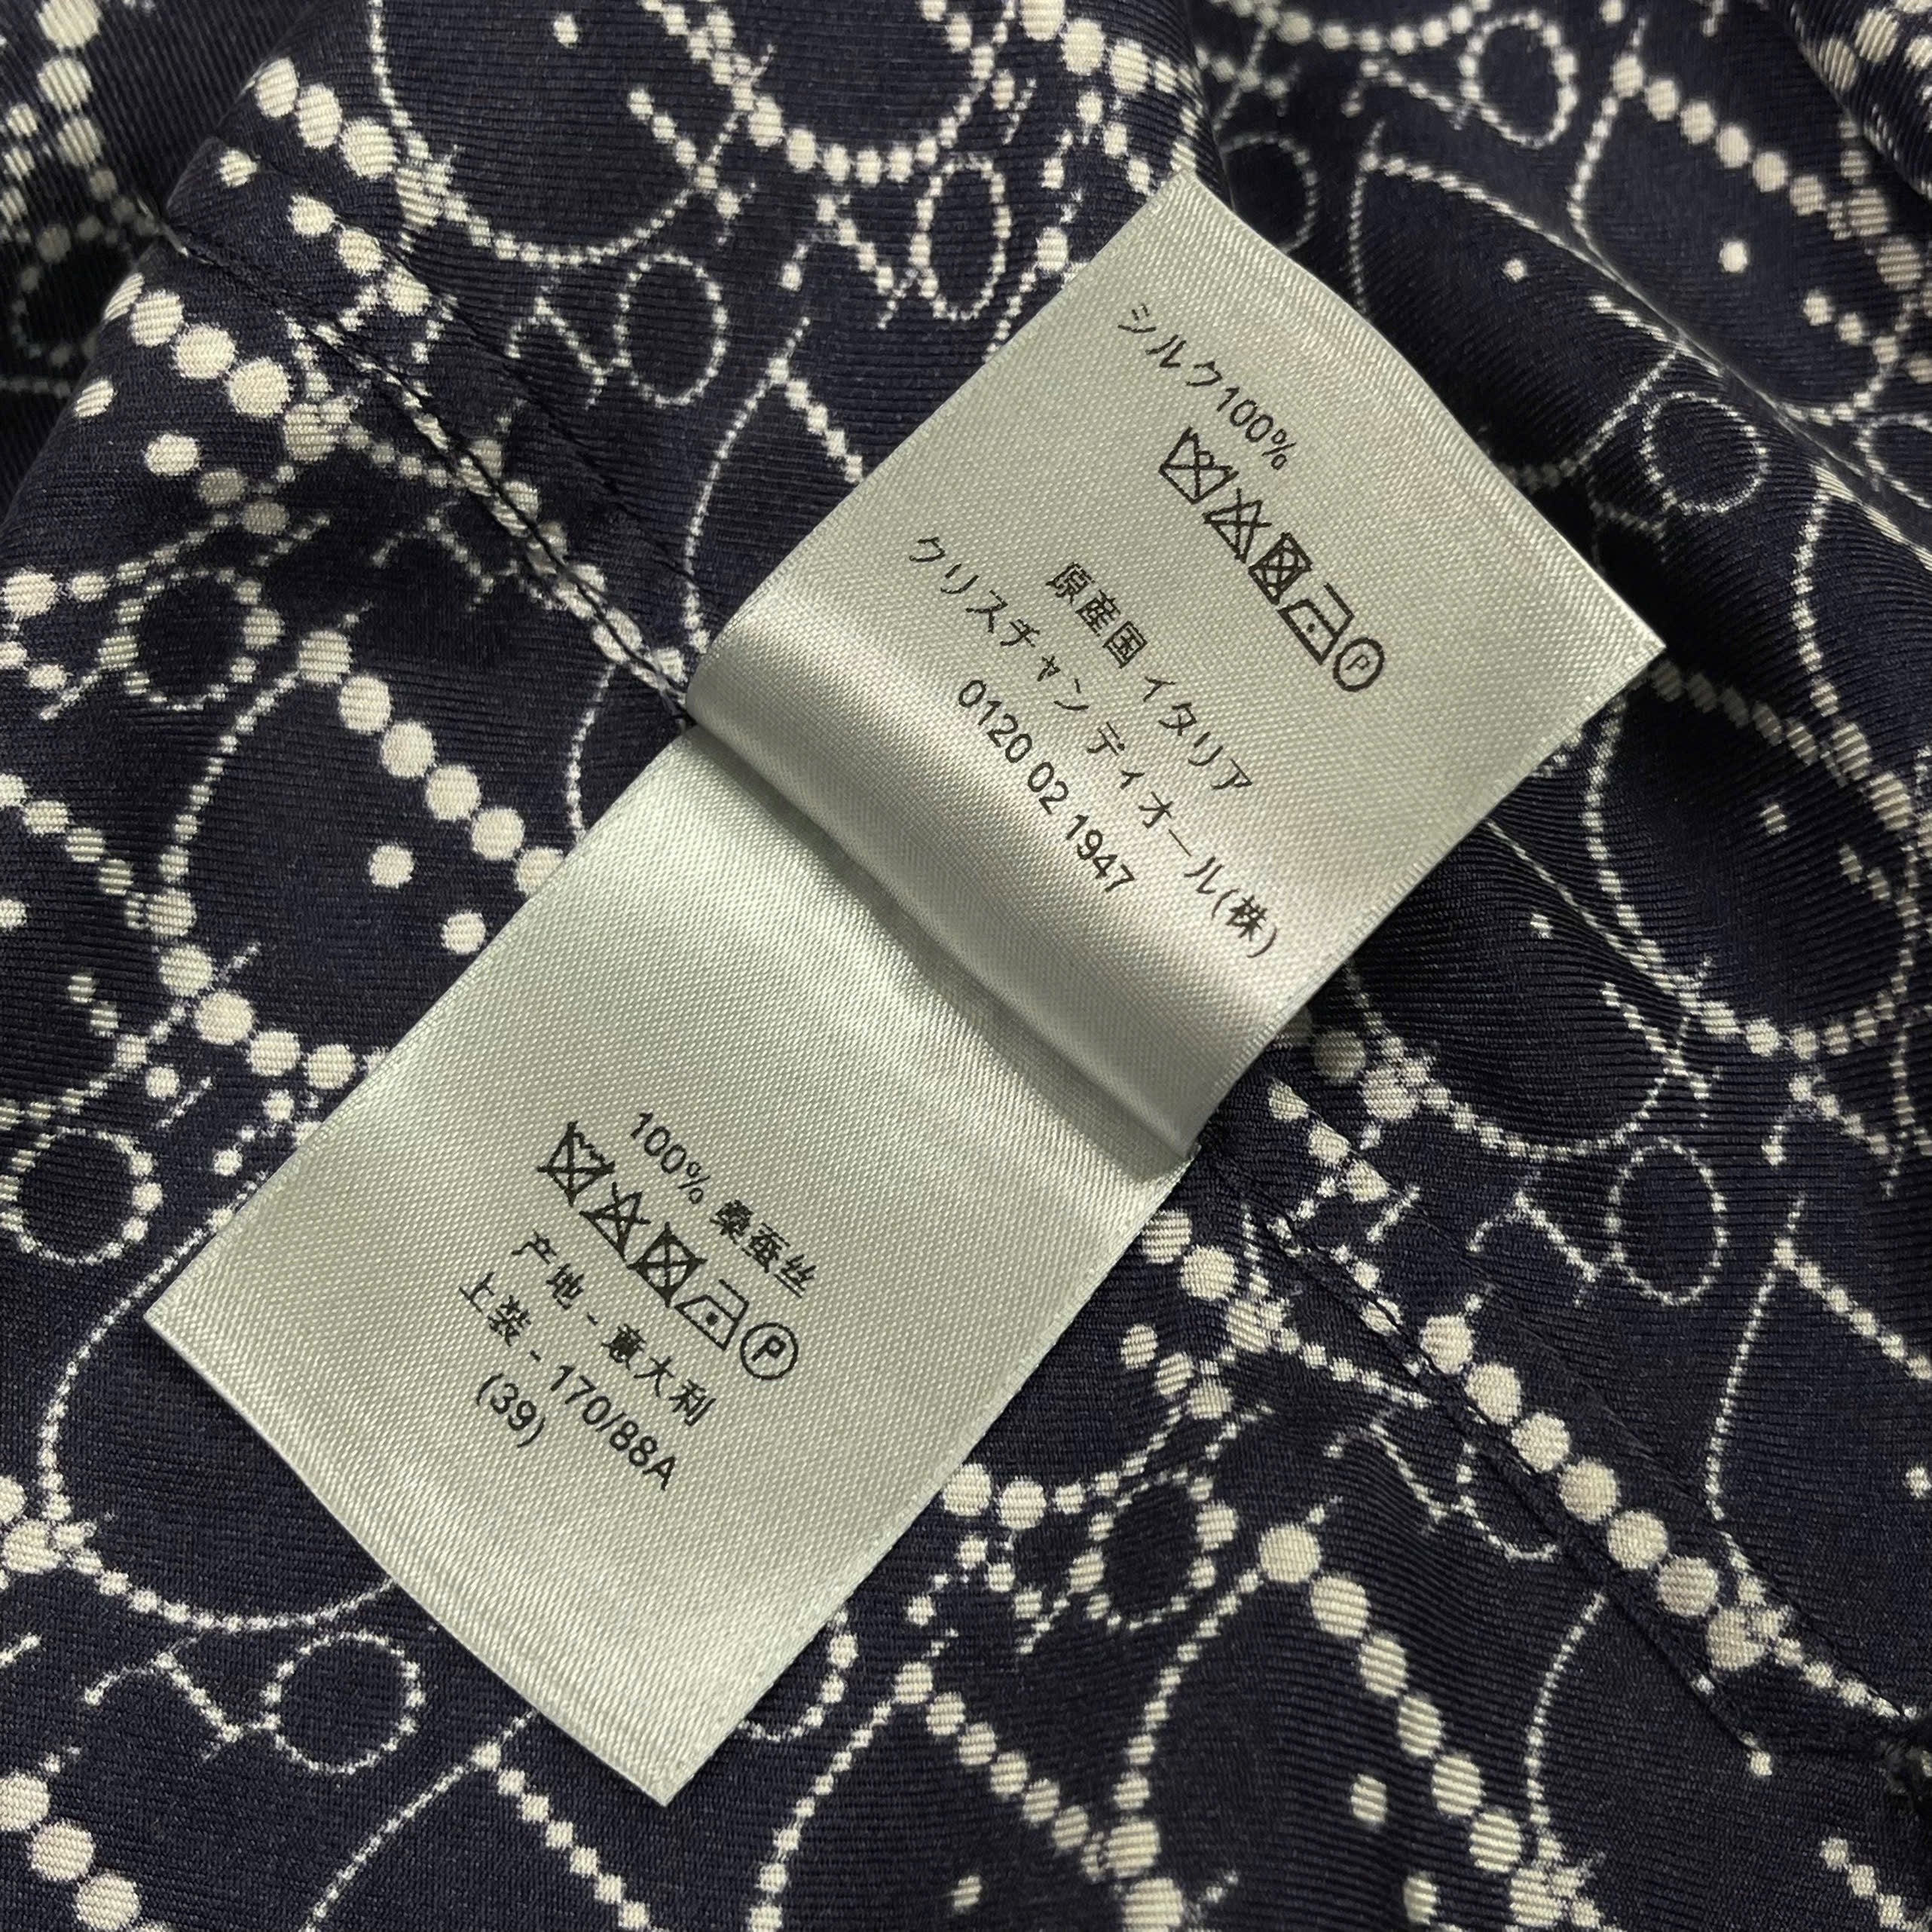 シルク100%
原産国 イタリア
クリスチャン ディオール(株)
0120 02 1947
100% 桑蚕丝
产地 - 意大利
上装 - 170/88A
(39)